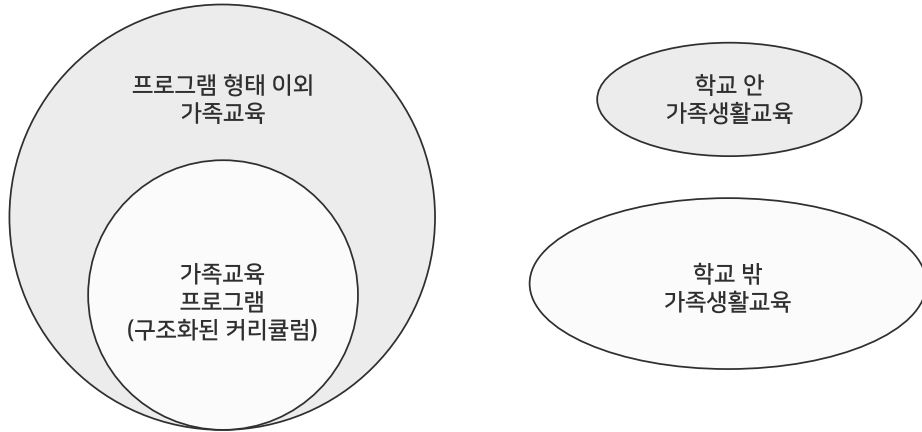 프로그램 형태 이외
가족교육
가족교육
프로그램
(구조화된 커리큘럼)
학교 안
가족생활교육
학교 밖
가족생활교육